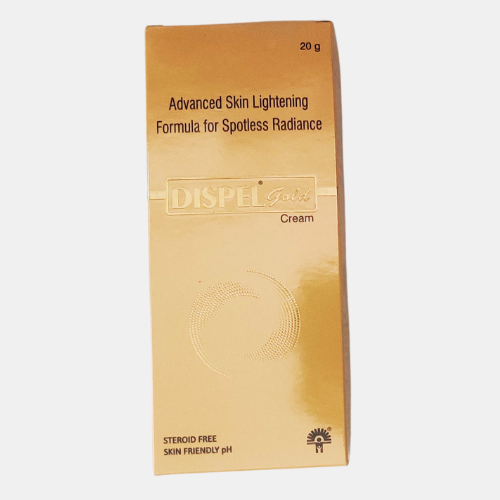 20 g
Advanced Skin Lightening
Formula for Spotless Radiance
DISPEL® Gold
Cream
STEROID FREE
SKIN FRIENDLY pH
®